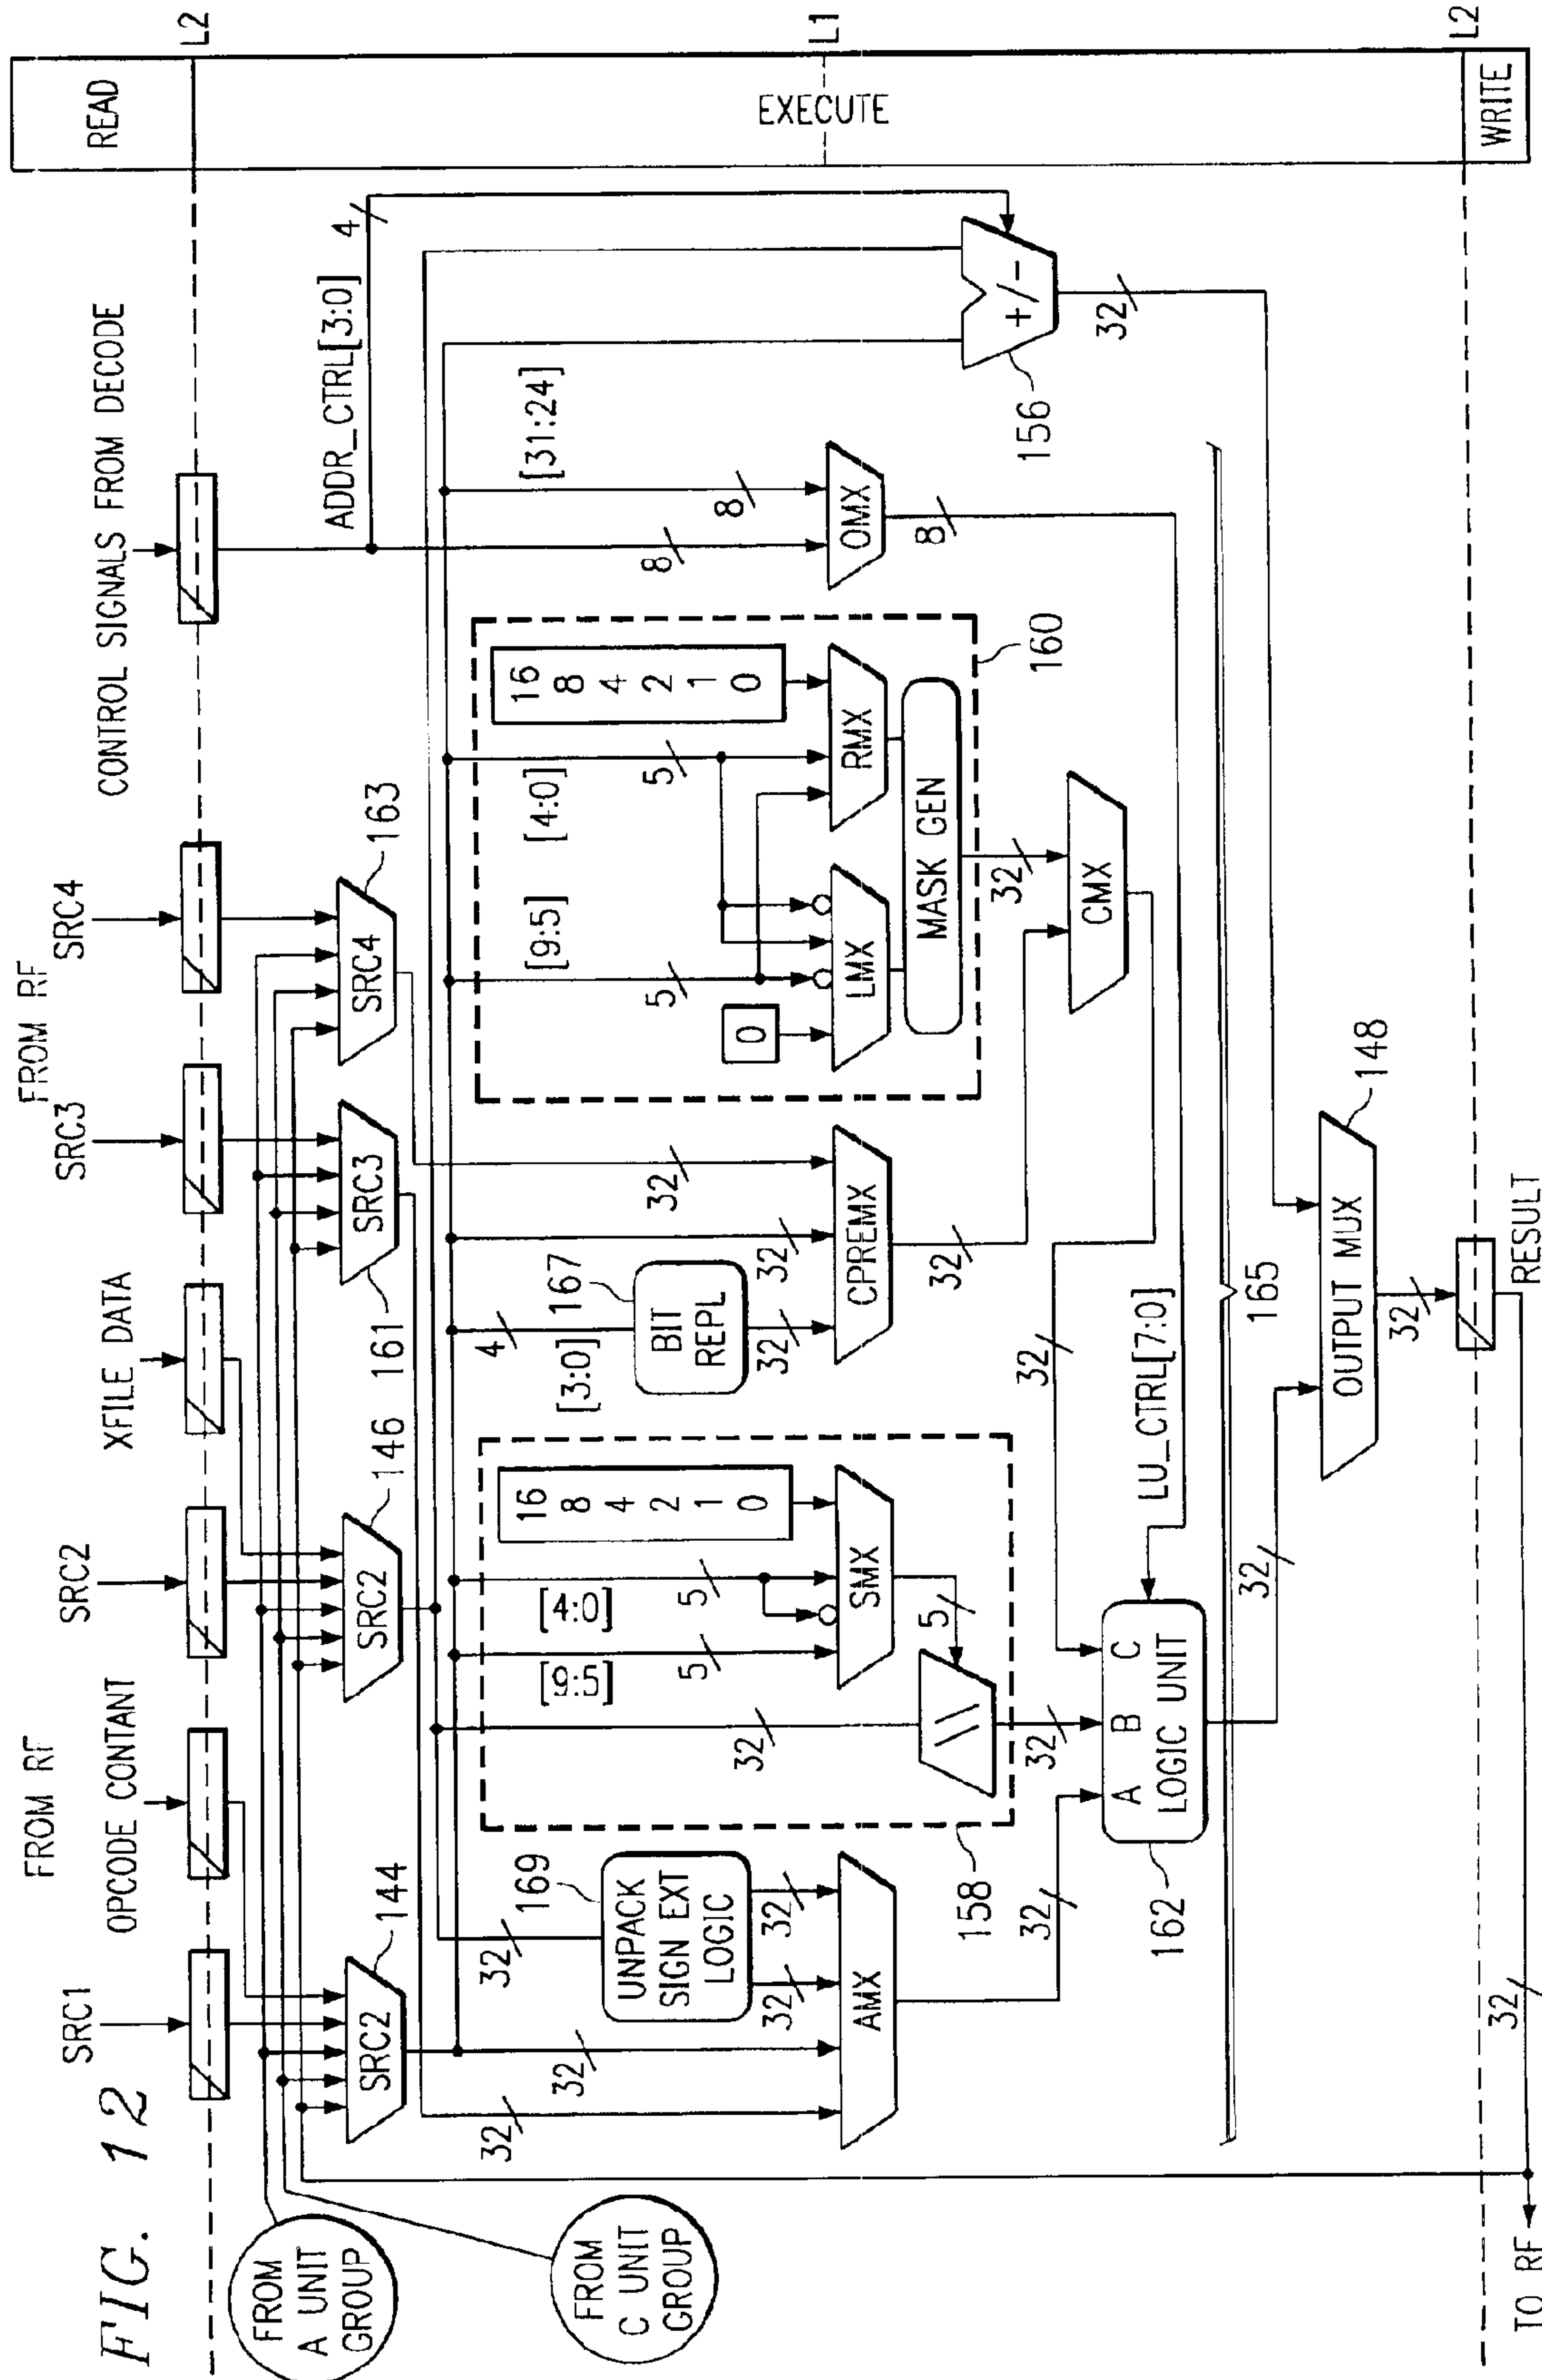 FIG. 12
FROM RF
FROM RF
SRC1
OPCODE CONTANT
SRC2
XFILE DATA
SRC3
SRC4
CONTROL SIGNALS FROM DECODE
READ
L2
FROM
A UNIT
GROUP
FROM
C UNIT
GROUP
SRC2
144
SRC2
146
SRC3
161
SRC4
163
ADDR_CTRL[3:0]
4
EXECUTE
L1
32
32
32
UNPACK
SIGN EXT
LOGIC
169
32
32
AMX
32
[9:5]
[4:0]
5
5
16
8
4
2
1
0
SMX
5
32
\\
32
158
4
[3:0]
167
BIT
REPL
32
32
32
CPREMX
32
[9:5]
[4:0]
5
5
0
16
8
4
2
1
0
LMX
RMX
MASK GEN
160
32
CMX
32
[31:24]
8
8
OMX
8
+/-
156
32
A B C
LOGIC UNIT
162
LU_CTRL[7:0]
165
32
OUTPUT MUX
148
32
RESULT
32
TO RF
WRITE
L2